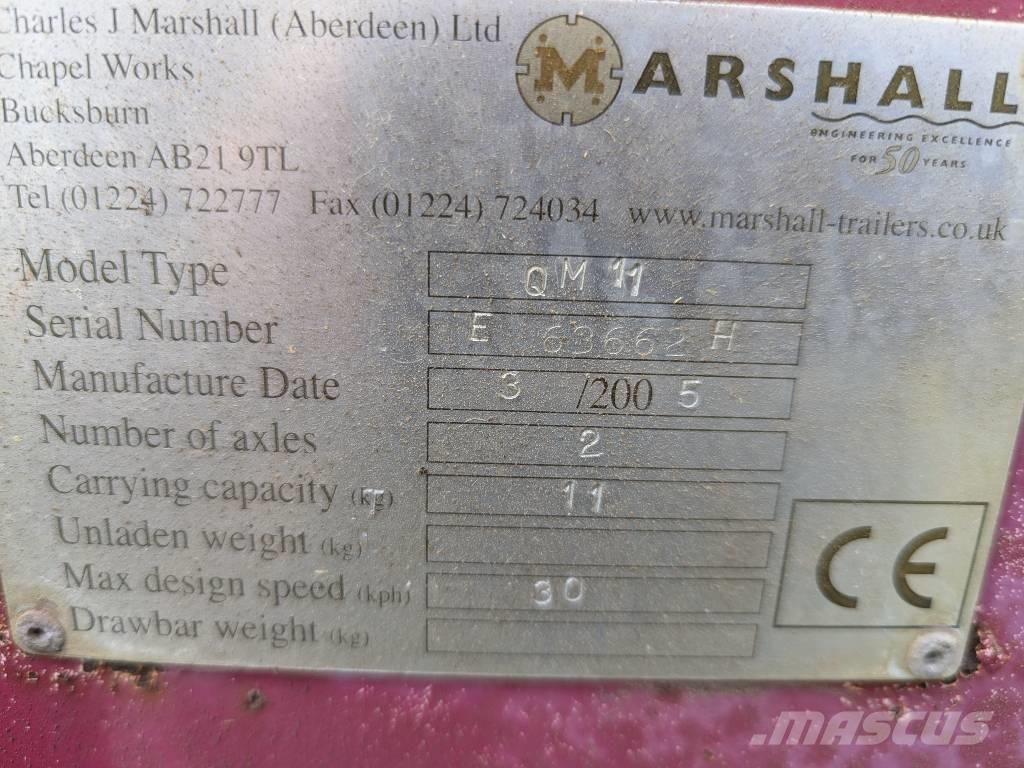 Charles J Marshall (Aberdeen) Ltd
Chapel Works
Bucksburn
Aberdeen AB21 9TL
Tel (01224) 722777 Fax (01224) 724034 www.marshall-trailers.co.uk
M
MARSHALL
ENGINEERING EXCELLENCE
FOR 50 YEARS
Model Type QM 11
Serial Number E 63662 H
Manufacture Date 3 /200 5
Number of axles 2
Carrying capacity (kg) T 11
Unladen weight (kg)
Max design speed (kph) 30
Drawbar weight (kg)
CE
MASCUS